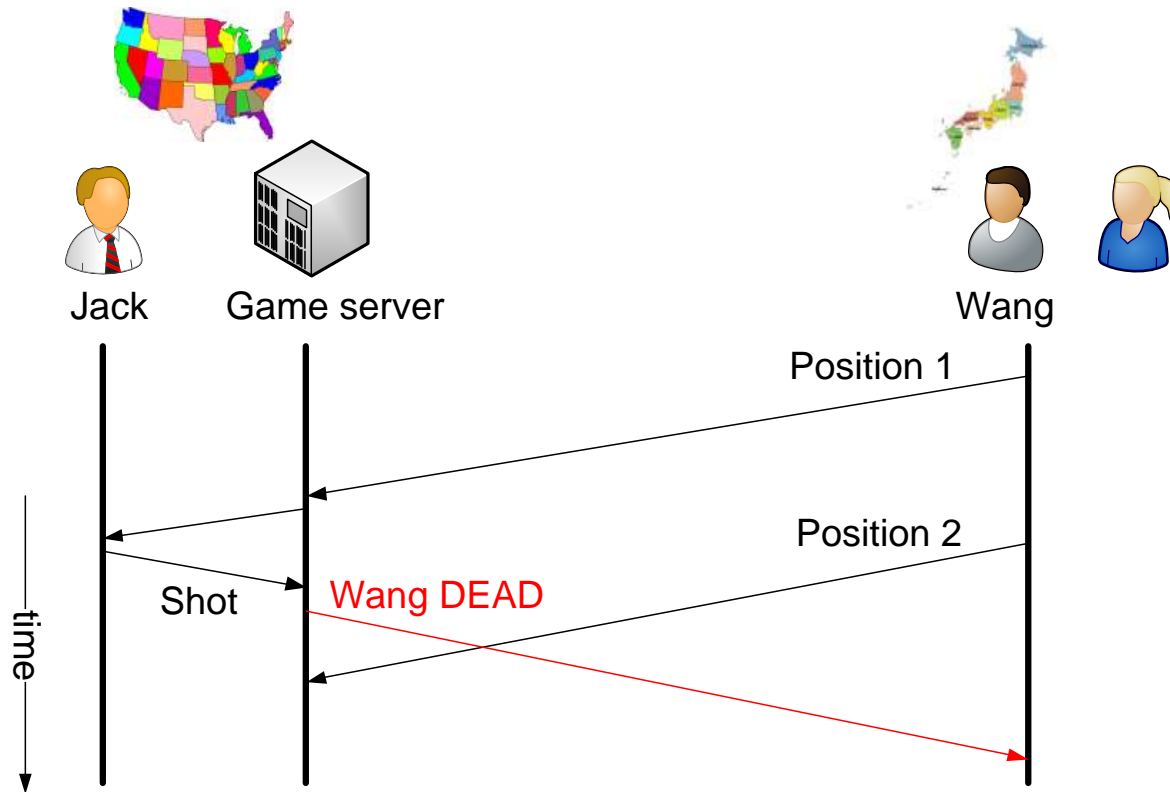 Jack
Game server
Wang
Position 1
Position 2
Shot
Wang DEAD
time